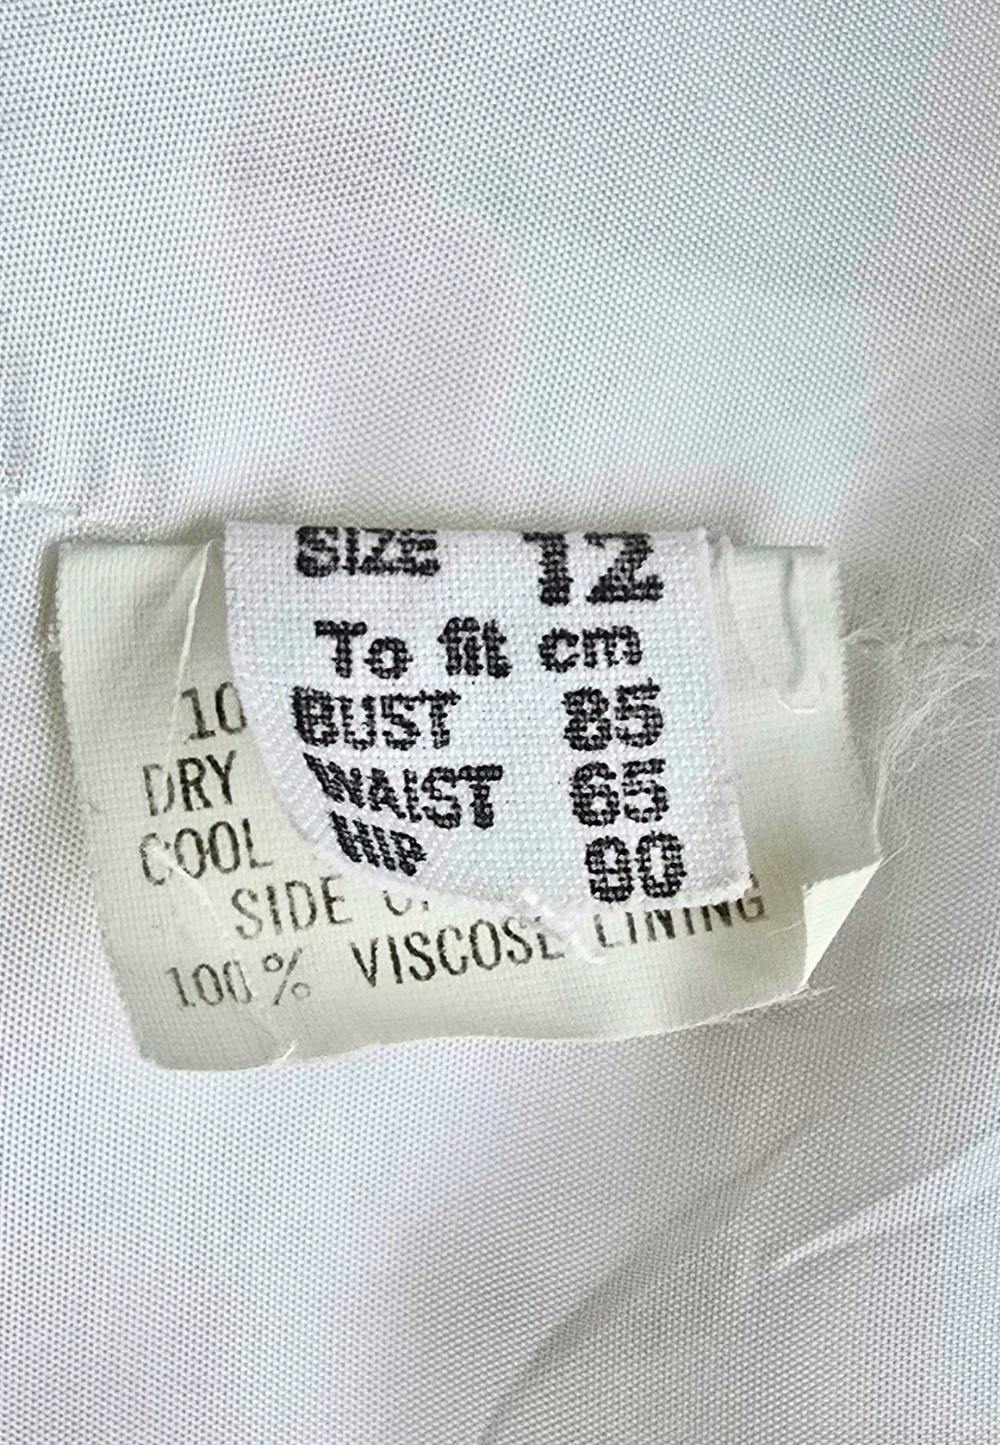 SIZE 12
To fit cm
BUST 85
WAIST 65
HIP 90
10
DRY
COOL
SIDE
100% VISCOSE LINING